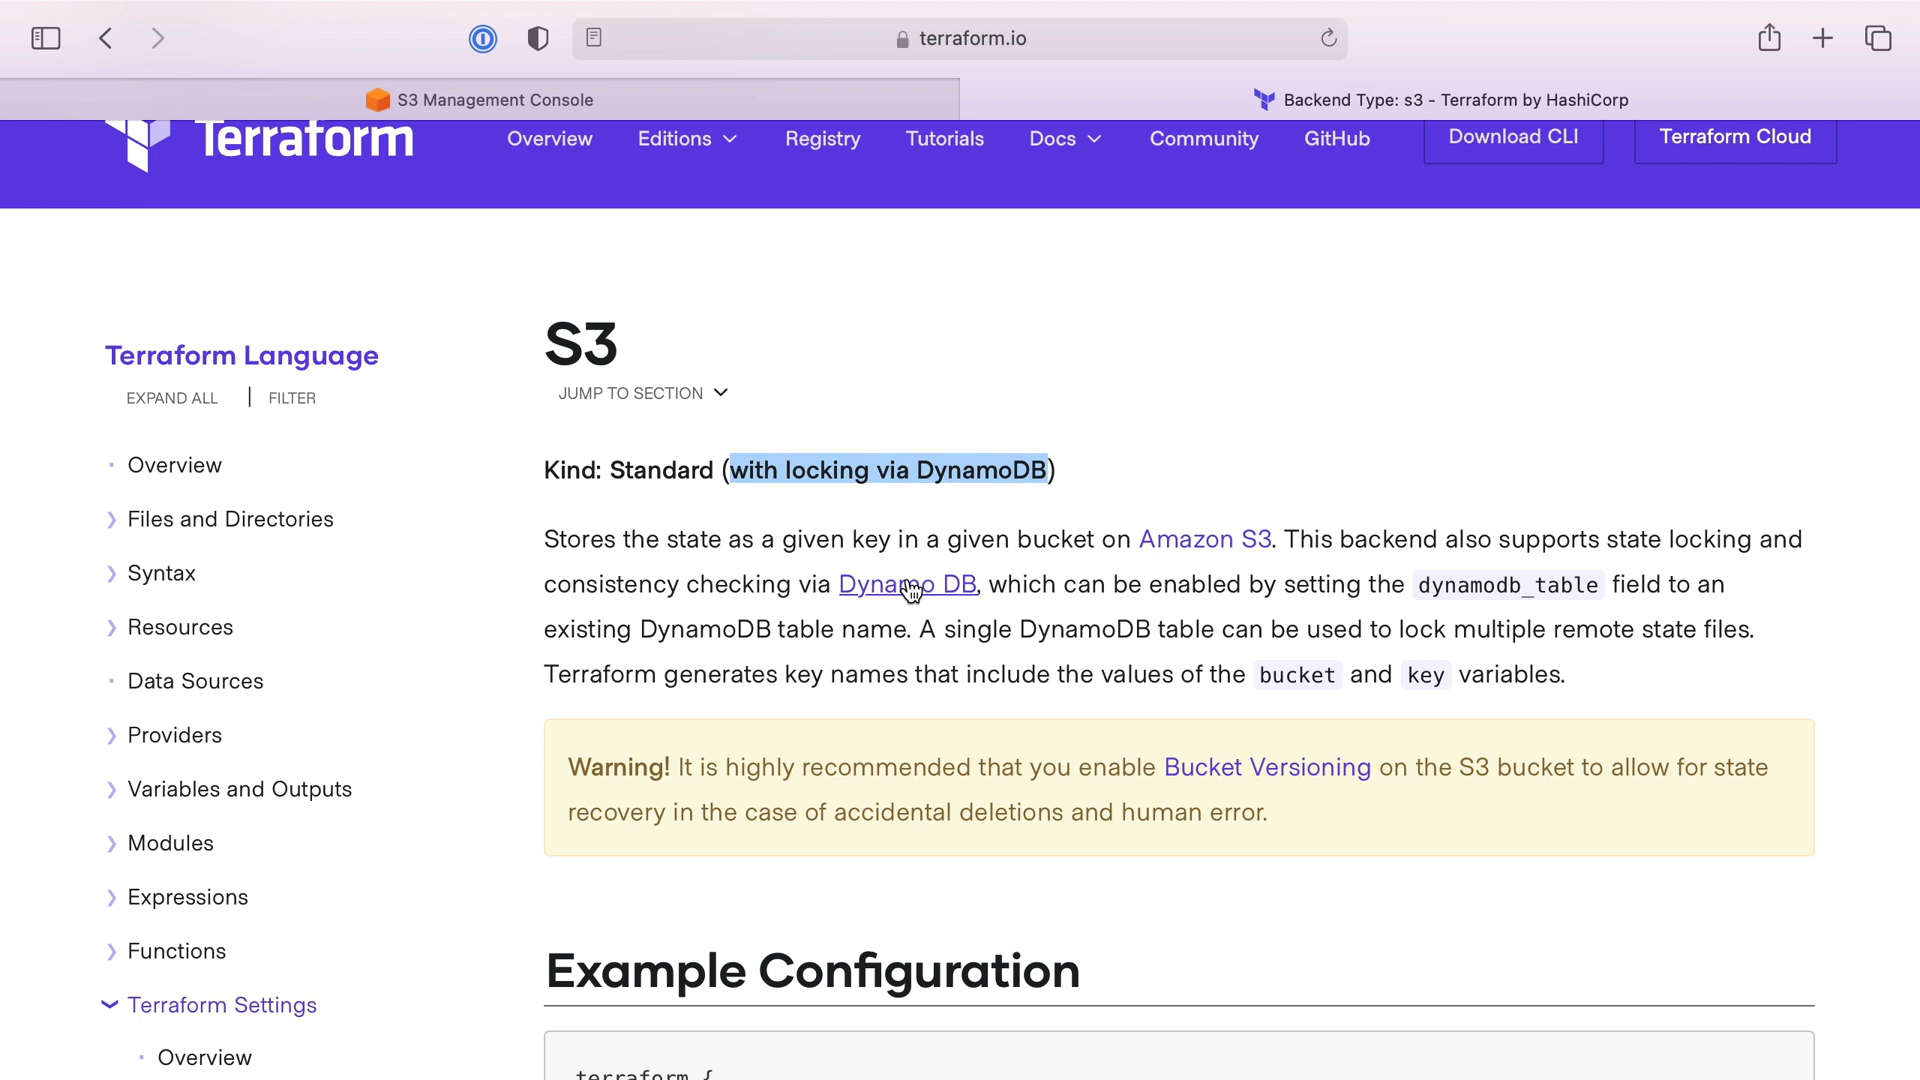 terraform.io
S3 Management Console
Backend Type: s3 - Terraform by HashiCorp
Terraform
Overview
Editions
Registry
Tutorials
Docs
Community
GitHub
Download CLI
Terraform Cloud
Terraform Language
EXPAND ALL | FILTER
Overview
Files and Directories
Syntax
Resources
Data Sources
Providers
Variables and Outputs
Modules
Expressions
Functions
Terraform Settings
Overview
S3
JUMP TO SECTION
Kind: Standard (with locking via DynamoDB)
Stores the state as a given key in a given bucket on Amazon S3. This backend also supports state locking and
consistency checking via Dynamo DB, which can be enabled by setting the dynamodb_table field to an
existing DynamoDB table name. A single DynamoDB table can be used to lock multiple remote state files.
Terraform generates key names that include the values of the bucket and key variables.
Warning! It is highly recommended that you enable Bucket Versioning on the S3 bucket to allow for state
recovery in the case of accidental deletions and human error.
Example Configuration
terraform {